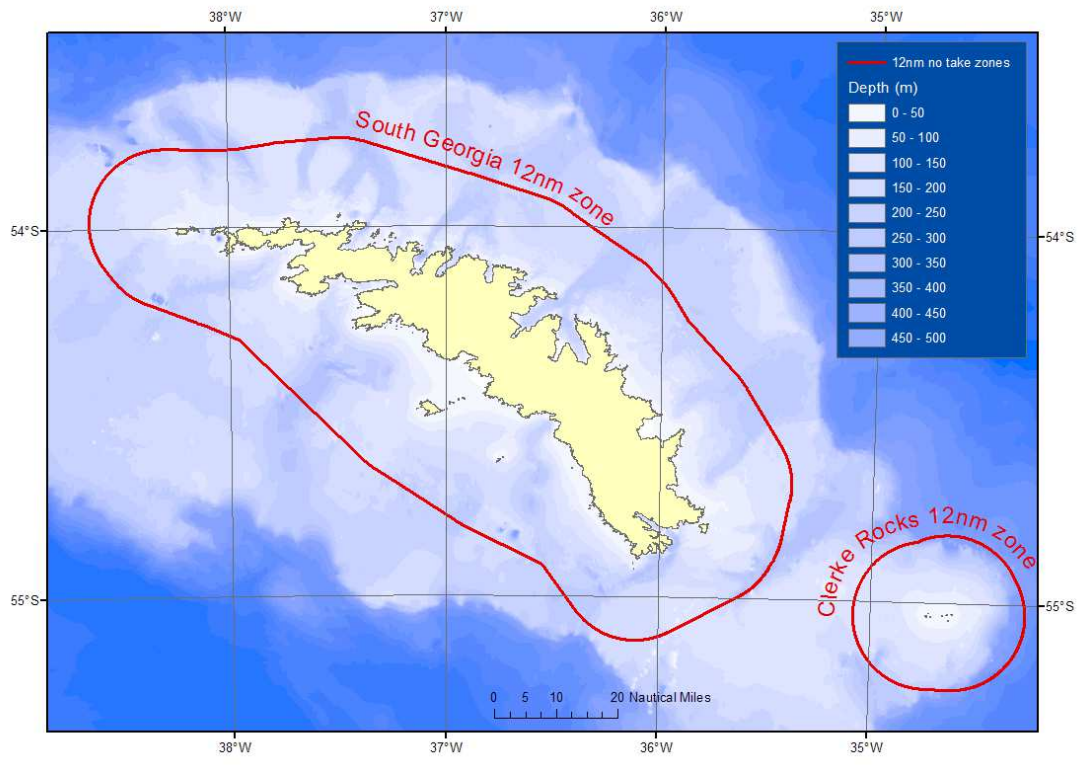 38°W 37°W 36°W 35°W
12nm no take zones
Depth (m)
0 - 50
50 - 100
100 - 150
150 - 200
200 - 250
250 - 300
300 - 350
350 - 400
400 - 450
450 - 500
South Georgia 12nm zone
54°S 54°S
Clerke Rocks 12nm zone
55°S 55°S
0 5 10 20 Nautical Miles
38°W 37°W 36°W 35°W